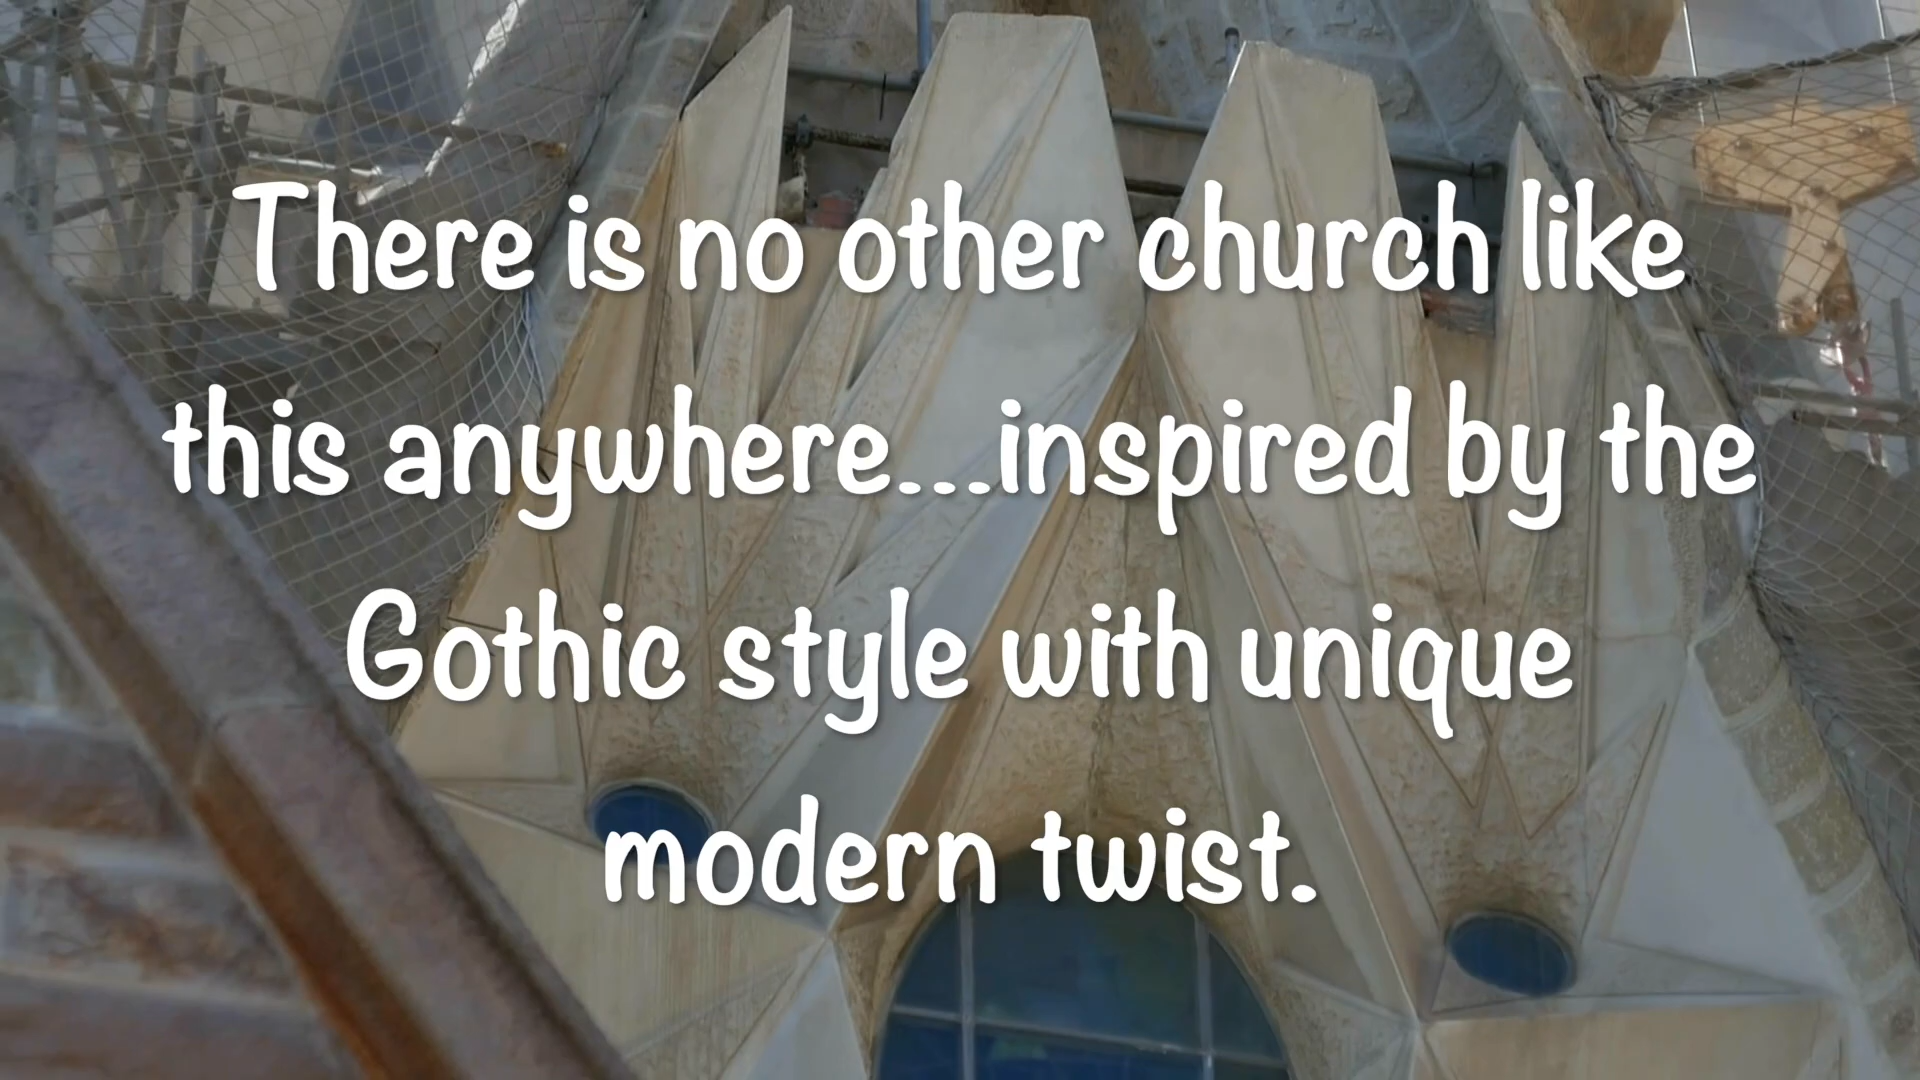 There is no other church like
this anywhere...inspired by the
Gothic style with unique
modern twist.